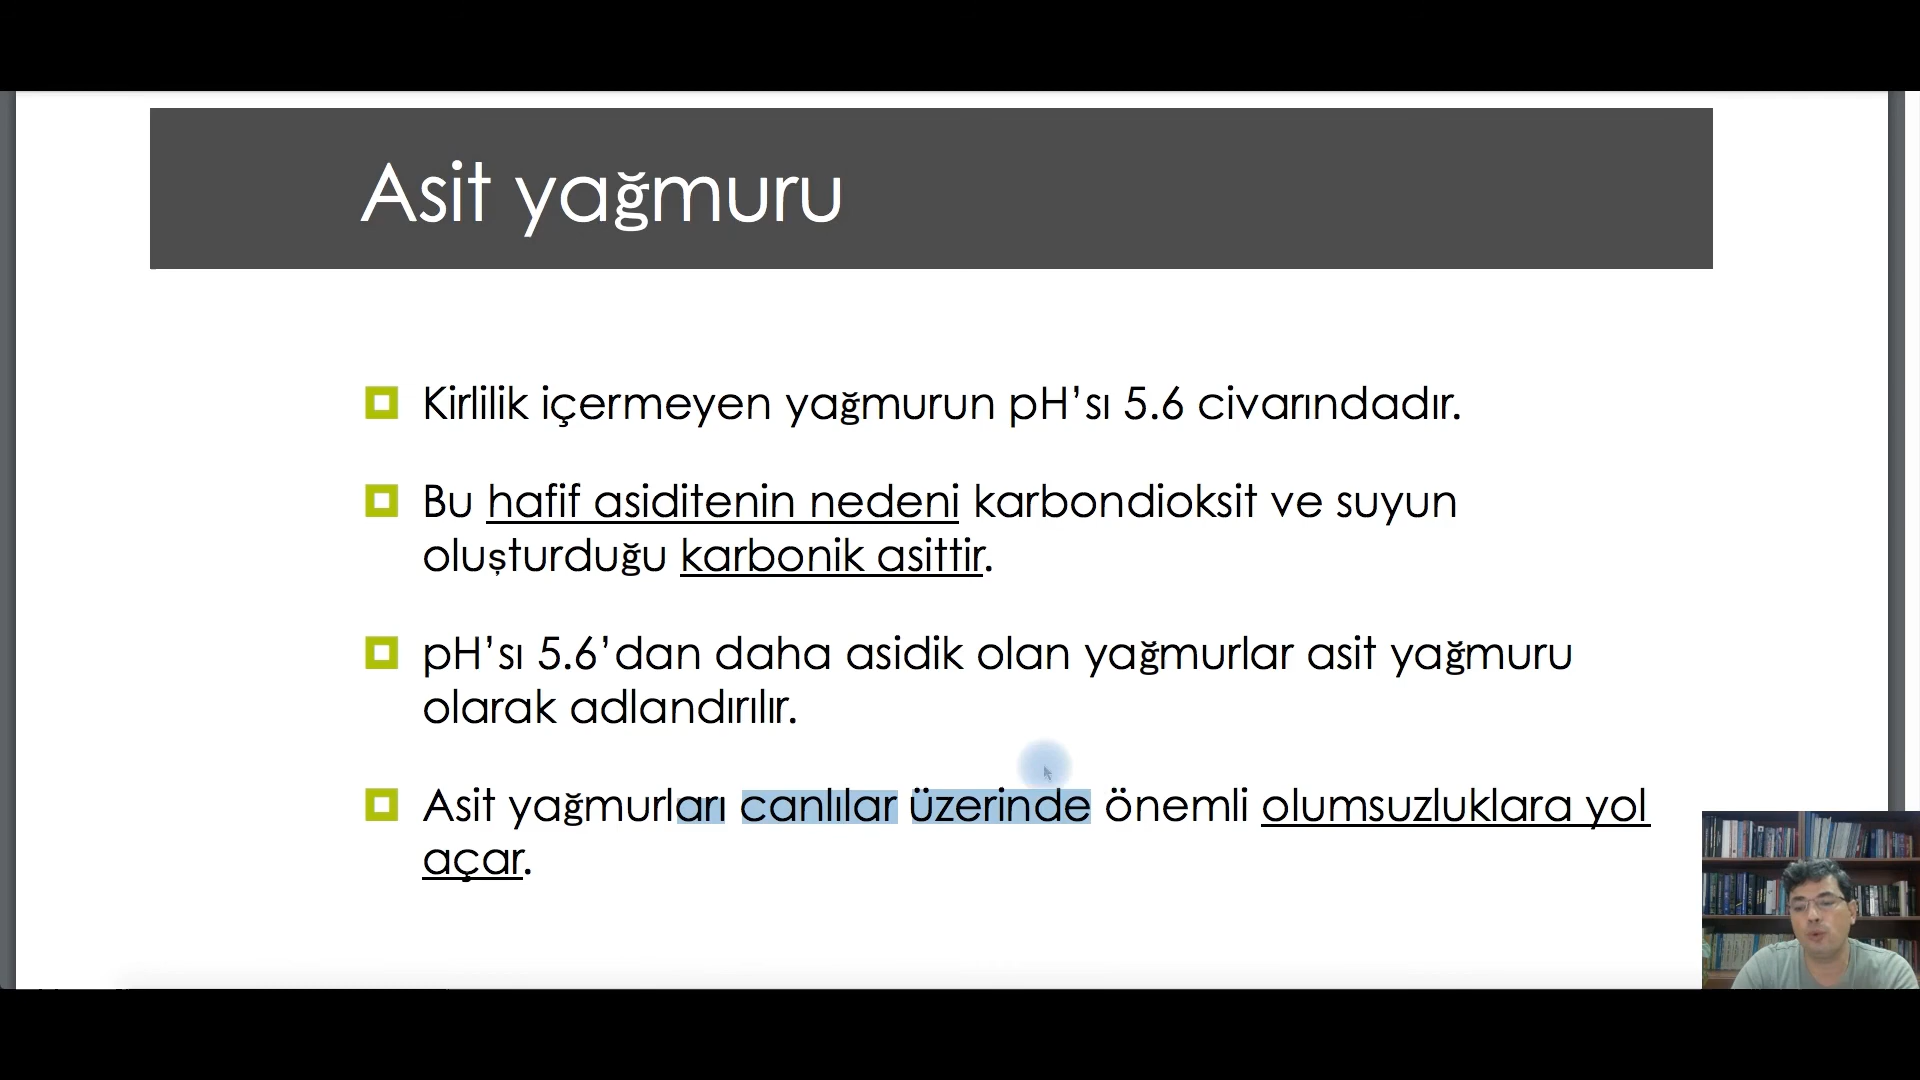 Asit yağmuru
Kirlilik içermeyen yağmurun pH’sı 5.6 civarındadır.
Bu hafif asiditenin nedeni karbondioksit ve suyun
oluşturduğu karbonik asittir.
pH’sı 5.6’dan daha asidik olan yağmurlar asit yağmuru
olarak adlandırılır.
Asit yağmurları canlılar üzerinde önemli olumsuzluklara yol
açar.